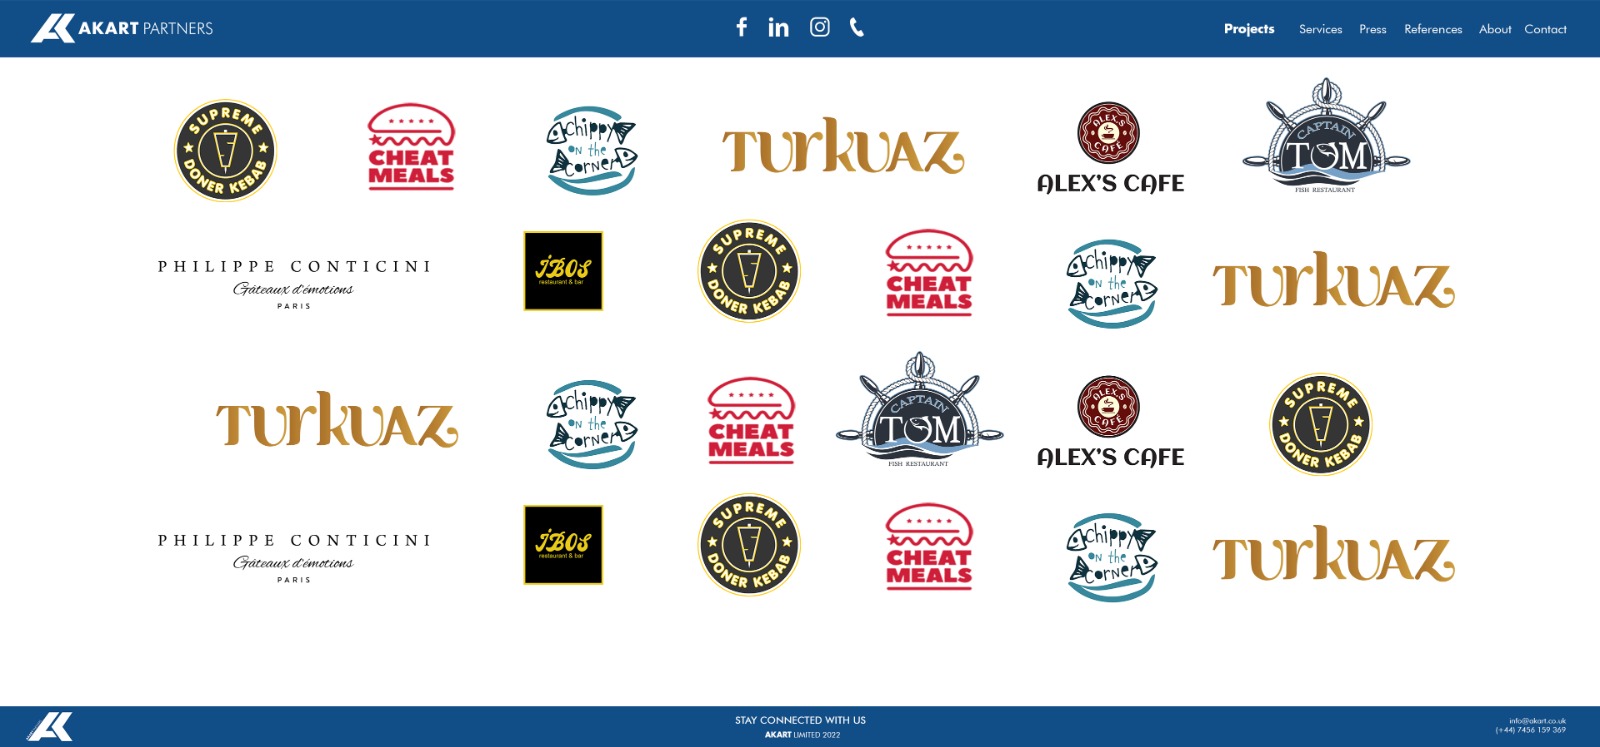 AKART PARTNERS
Projects Services Press References About Contact
SUPREME
DONER KEBAB
CHEAT
MEALS
chippy
ON the
corner
Turkuaz
ALEX'S
CAFE
ALEX'S CAFE
CAPTAIN
TOM
FISH RESTAURANT
PHILIPPE CONTICINI
Gâteaux d'émotions
PARIS
İBOS
restaurant & bar
SUPREME
DONER KEBAB
CHEAT
MEALS
chippy
ON the
corner
Turkuaz
Turkuaz
chippy
ON the
corner
CHEAT
MEALS
CAPTAIN
TOM
FISH RESTAURANT
ALEX'S
CAFE
ALEX'S CAFE
SUPREME
DONER KEBAB
PHILIPPE CONTICINI
Gâteaux d'émotions
PARIS
İBOS
restaurant & bar
SUPREME
DONER KEBAB
CHEAT
MEALS
chippy
ON the
corner
Turkuaz
STAY CONNECTED WITH US
AKART LIMITED 2022
info@akart.co.uk
(+44) 7456 159 369